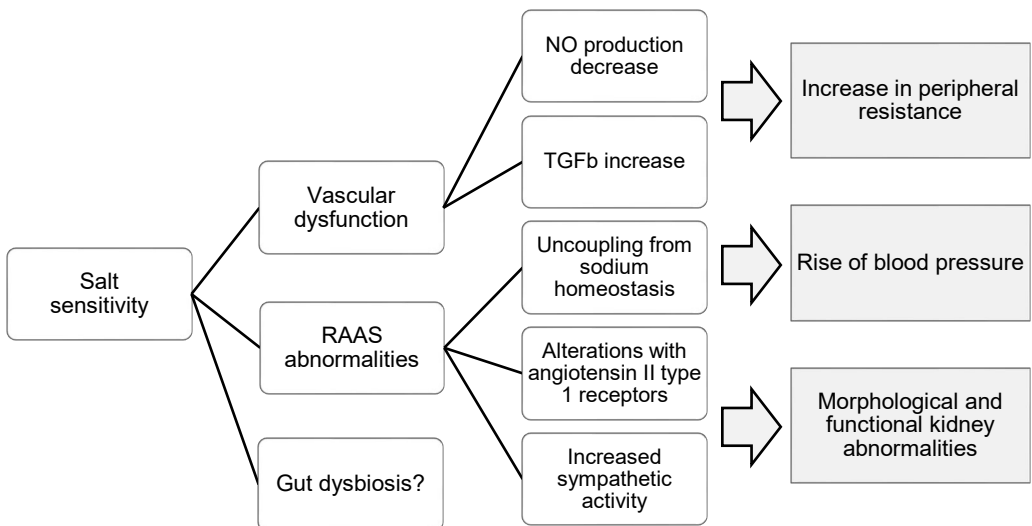 Salt
sensitivity
Vascular
dysfunction
RAAS
abnormalities
Gut dysbiosis?
NO production
decrease
TGFb increase
Uncoupling from
sodium
homeostasis
Alterations with
angiotensin II type
1 receptors
Increased
sympathetic
activity
Increase in peripheral
resistance
Rise of blood pressure
Morphological and
functional kidney
abnormalities